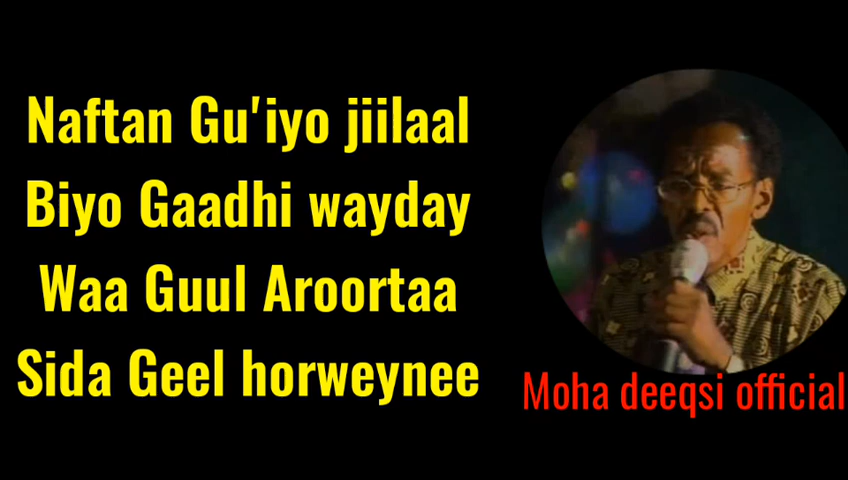 Naftan Gu'iyo jiilaal
Biyo Gaadhi wayday
Waa Guul Aroortaa
Sida Geel horweynee
Moha deeqsi official